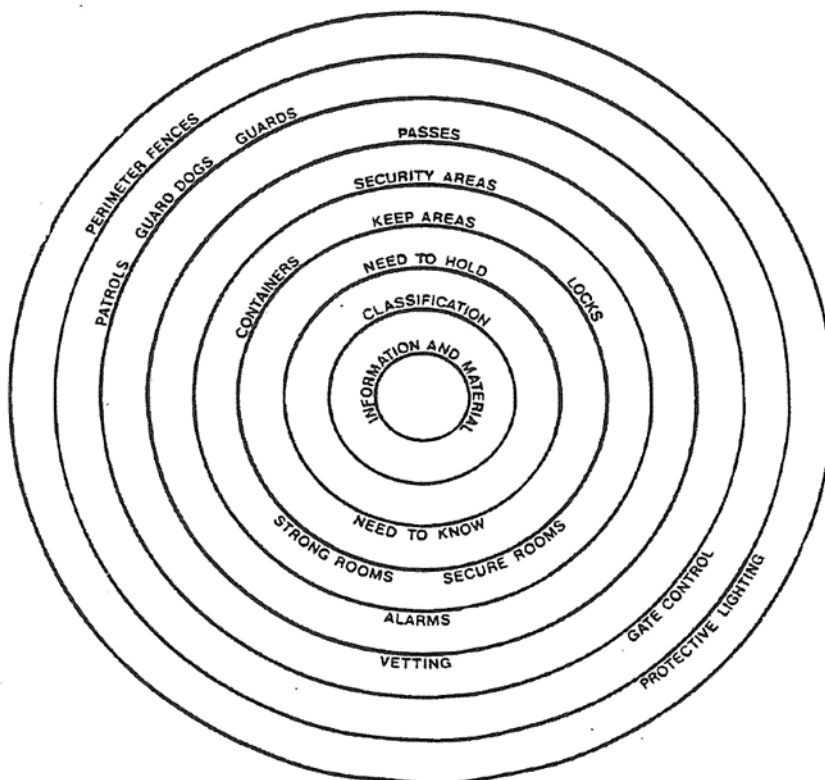 PERIMETER FENCES
GUARD DOGS
GUARDS
PATROLS
PASSES
SECURITY AREAS
KEEP AREAS
CONTAINERS
LOCKS
NEED TO HOLD
CLASSIFICATION
INFORMATION AND MATERIAL
NEED TO KNOW
STRONG ROOMS
SECURE ROOMS
ALARMS
VETTING
GATE CONTROL
PROTECTIVE LIGHTING